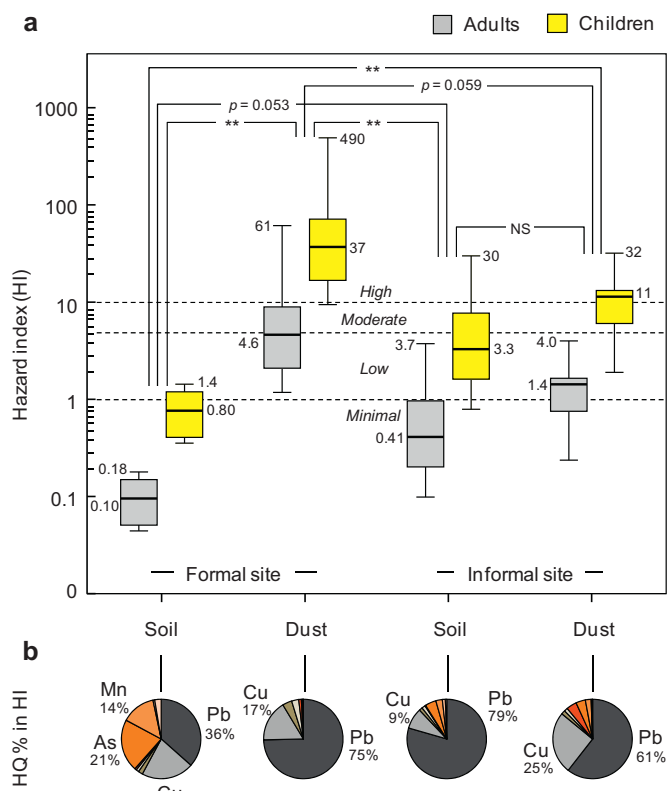 a
Adults
Children
**
p = 0.059
p = 0.053
**
**
490
61
37
4.6
NS
30
32
High
Moderate
Low
Minimal
11
3.7
3.3
4.0
1.4
0.41
1.4
0.80
0.18
0.10
Hazard index (HI)
1000
100
10
1
0.1
0
Formal site
Informal site
Soil
Dust
Soil
Dust
b
HQ % in HI
Mn
14%
Pb
36%
As
21%
Cu
Cu
17%
Pb
75%
Cu
9%
Pb
79%
Cu
25%
Pb
61%